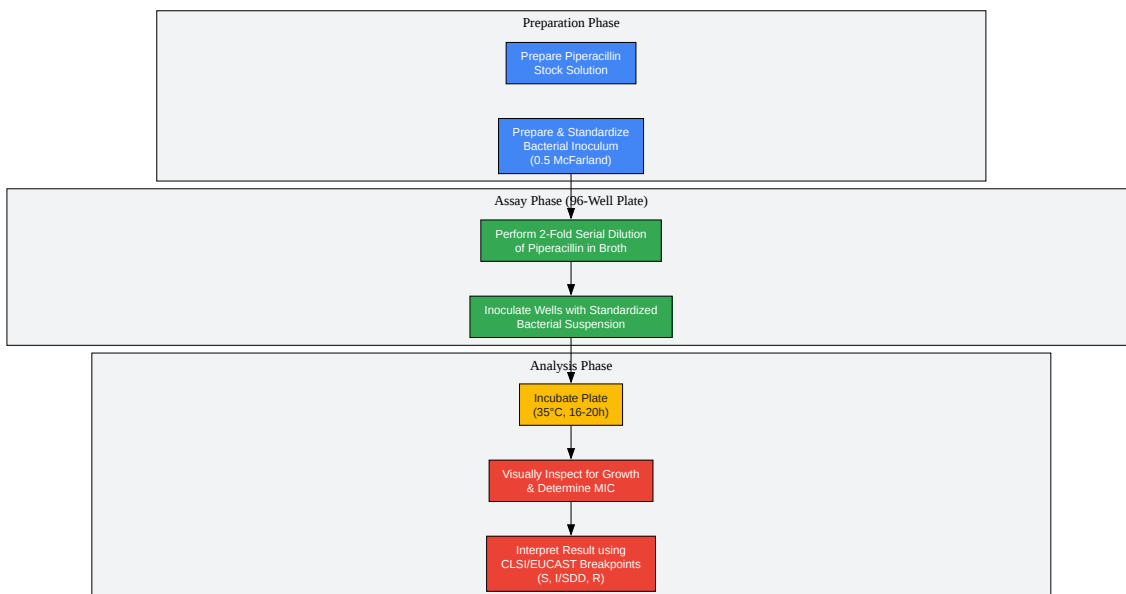 Preparation Phase
Prepare Piperacillin
Stock Solution
Prepare & Standardize
Bacterial Inoculum
(0.5 McFarland)
Assay Phase (96-Well Plate)
Perform 2-Fold Serial Dilution
of Piperacillin in Broth
Inoculate Wells with Standardized
Bacterial Suspension
Analysis Phase
Incubate Plate
(35°C, 16-20h)
Visually Inspect for Growth
& Determine MIC
Interpret Result using
CLSI/EUCAST Breakpoints
(S, I/SDD, R)